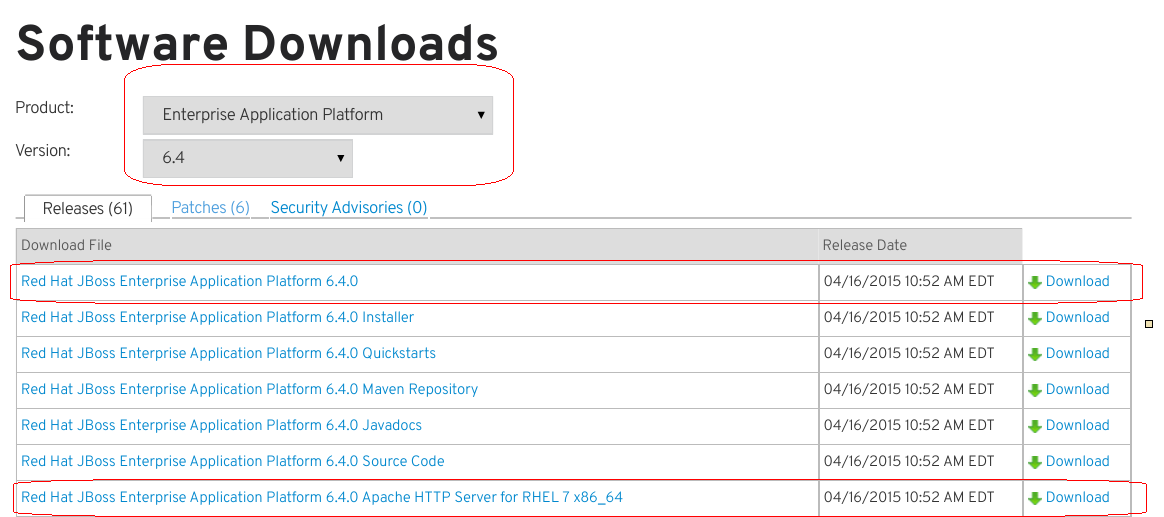 Software Downloads
Product: Enterprise Application Platform
Version: 6.4
Releases (61) Patches (6) Security Advisories (0)
Download File Release Date
Red Hat JBoss Enterprise Application Platform 6.4.0 04/16/2015 10:52 AM EDT Download
Red Hat JBoss Enterprise Application Platform 6.4.0 Installer 04/16/2015 10:52 AM EDT Download
Red Hat JBoss Enterprise Application Platform 6.4.0 Quickstarts 04/16/2015 10:52 AM EDT Download
Red Hat JBoss Enterprise Application Platform 6.4.0 Maven Repository 04/16/2015 10:52 AM EDT Download
Red Hat JBoss Enterprise Application Platform 6.4.0 Javadocs 04/16/2015 10:52 AM EDT Download
Red Hat JBoss Enterprise Application Platform 6.4.0 Source Code 04/16/2015 10:52 AM EDT Download
Red Hat JBoss Enterprise Application Platform 6.4.0 Apache HTTP Server for RHEL 7 x86_64 04/16/2015 10:52 AM EDT Download